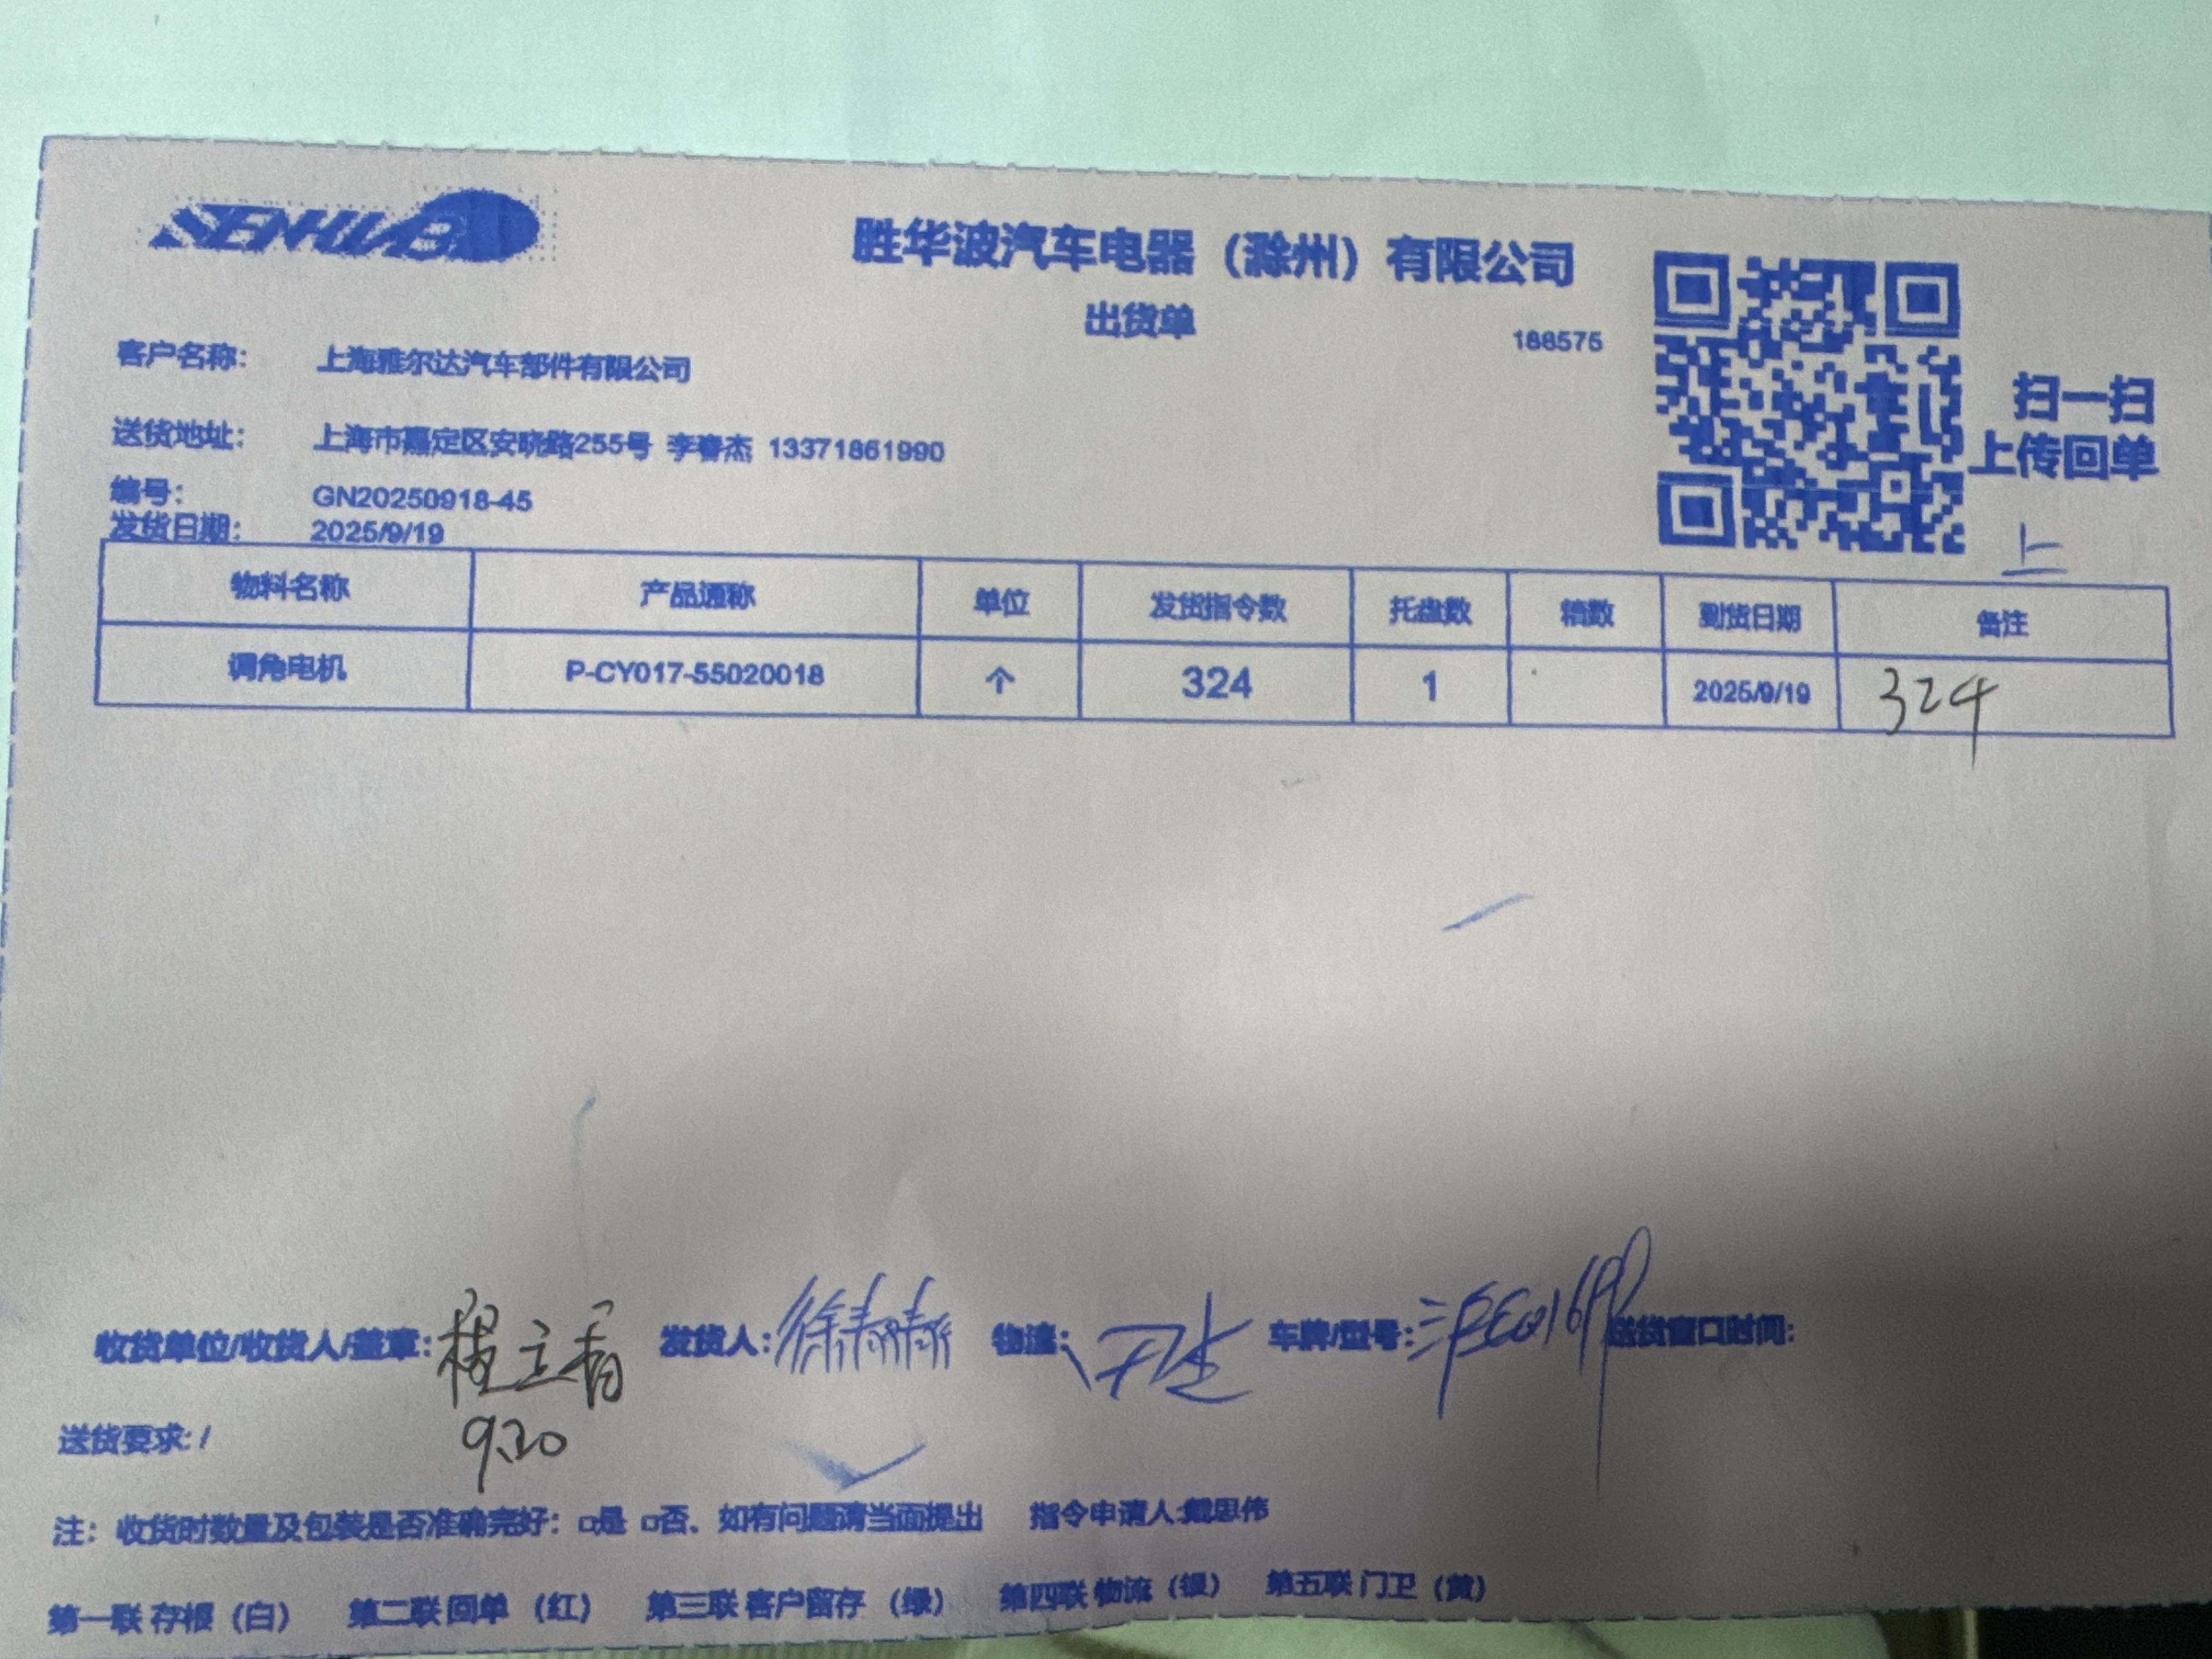 SENHWABO
胜华波汽车电器（滁州）有限公司
出货单
188575
扫一扫
上传回单
上
客户名称： 上海雅尔达汽车部件有限公司
送货地址： 上海市嘉定区安晓路255号 李春杰 13371861990
编号： GN20250918-45
发货日期： 2025/9/19
物料名称 产品通称 单位 发货指令数 托盘数 箱数 到货日期 备注
调角电机 P-CY017-55020018 个 324 1 2025/9/19 324
收货单位/收货人/盖章： 发货人： 物流： 车牌/型号： 送货窗口时间：
9.20
送货要求: /
注： 收货时数量及包装是否准确完好：□是 □否。如有问题请当面提出 指令申请人:戴思伟
第一联 存根（白） 第二联 回单 （红） 第三联 客户留存 （绿） 第四联 物流（银） 第五联 门卫（黄）